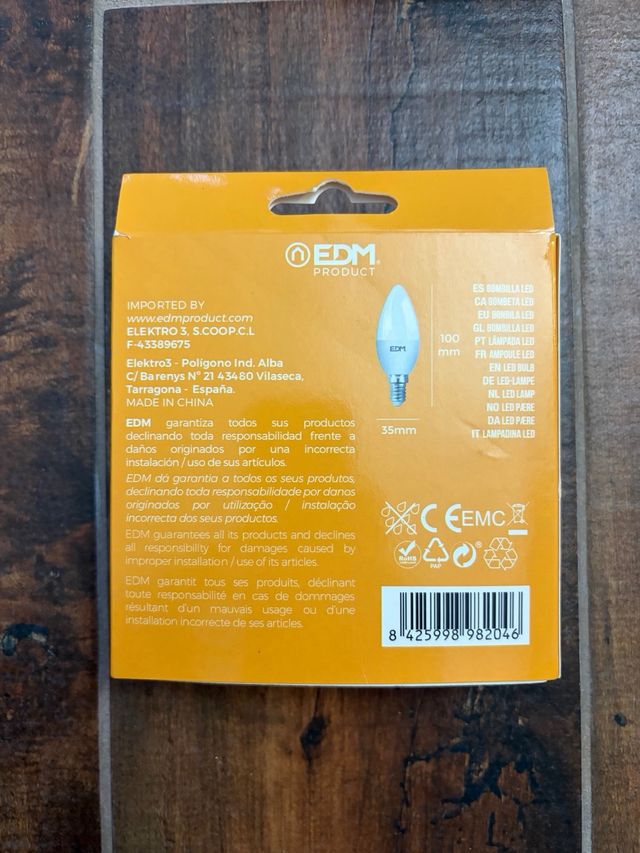 EDM®
PRODUCT
IMPORTED BY
www.edmproduct.com
ELEKTRO 3, S.COOP.C.L
F-43389675
Elektro3 - Polígono Ind. Alba
C/ Barenys Nº 21 43480 Vilaseca,
Tarragona - España.
MADE IN CHINA
EDM garantiza todos sus productos
declinando toda responsabilidad frente a
daños originados por una incorrecta
instalación / uso de sus artículos.
EDM dá garantia a todos os seus produtos,
declinando toda responsabilidade por danos
originados por utilização / instalação
incorrecta dos seus productos.
EDM guarantees all its products and declines
all responsibility for damages caused by
improper installation / use of its articles.
EDM garantit tous ses produits, déclinant
toute responsabilité en cas de dommages
résultant d'un mauvais usage ou d'une
installation incorrecte de ses articles.
EDM
100
mm
35mm
ES BOMBILLA LED
CA BOMBETA LED
EU BONBILA LED
GL BOMBILLA LED
PT LÂMPADA LED
FR AMPOULE LED
EN LED BULB
DE LED-LAMPE
NL LED LAMP
NO LED PÆRE
DA LED PÆRE
IT LAMPADINA LED
CE EMC
RoHS
PAP
®
8 425998 982046